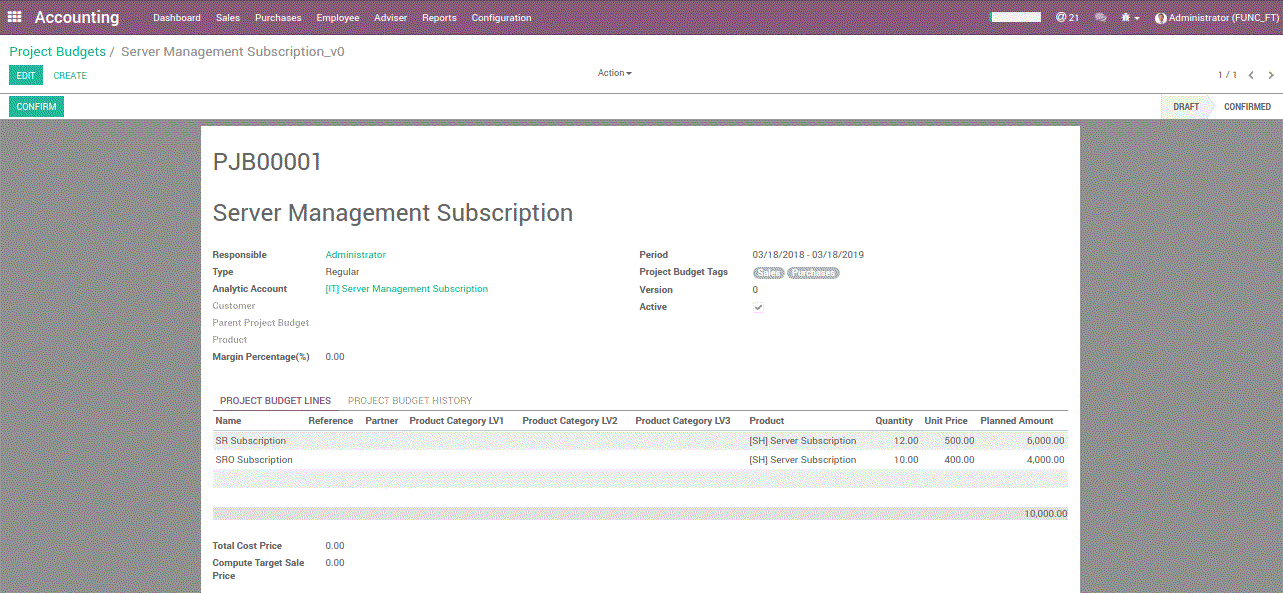 Accounting Dashboard Sales Purchases Employee Adviser Reports Configuration @ 21 Administrator (FUNC_FT)
Project Budgets / Server Management Subscription_v0
EDIT CREATE Action 1 / 1
CONFIRM DRAFT CONFIRMED
PJB00001
Server Management Subscription
Responsible Administrator Period 03/18/2018 - 03/18/2019
Type Regular Project Budget Tags Sales Purchases
Analytic Account [IT] Server Management Subscription Version 0
Customer Active
Parent Project Budget
Product
Margin Percentage(%) 0.00
PROJECT BUDGET LINES PROJECT BUDGET HISTORY
Name Reference Partner Product Category LV1 Product Category LV2 Product Category LV3 Product Quantity Unit Price Planned Amount
SR Subscription [SH] Server Subscription 12.00 500.00 6,000.00
SRO Subscription [SH] Server Subscription 10.00 400.00 4,000.00
10,000.00
Total Cost Price 0.00
Compute Target Sale 0.00
Price